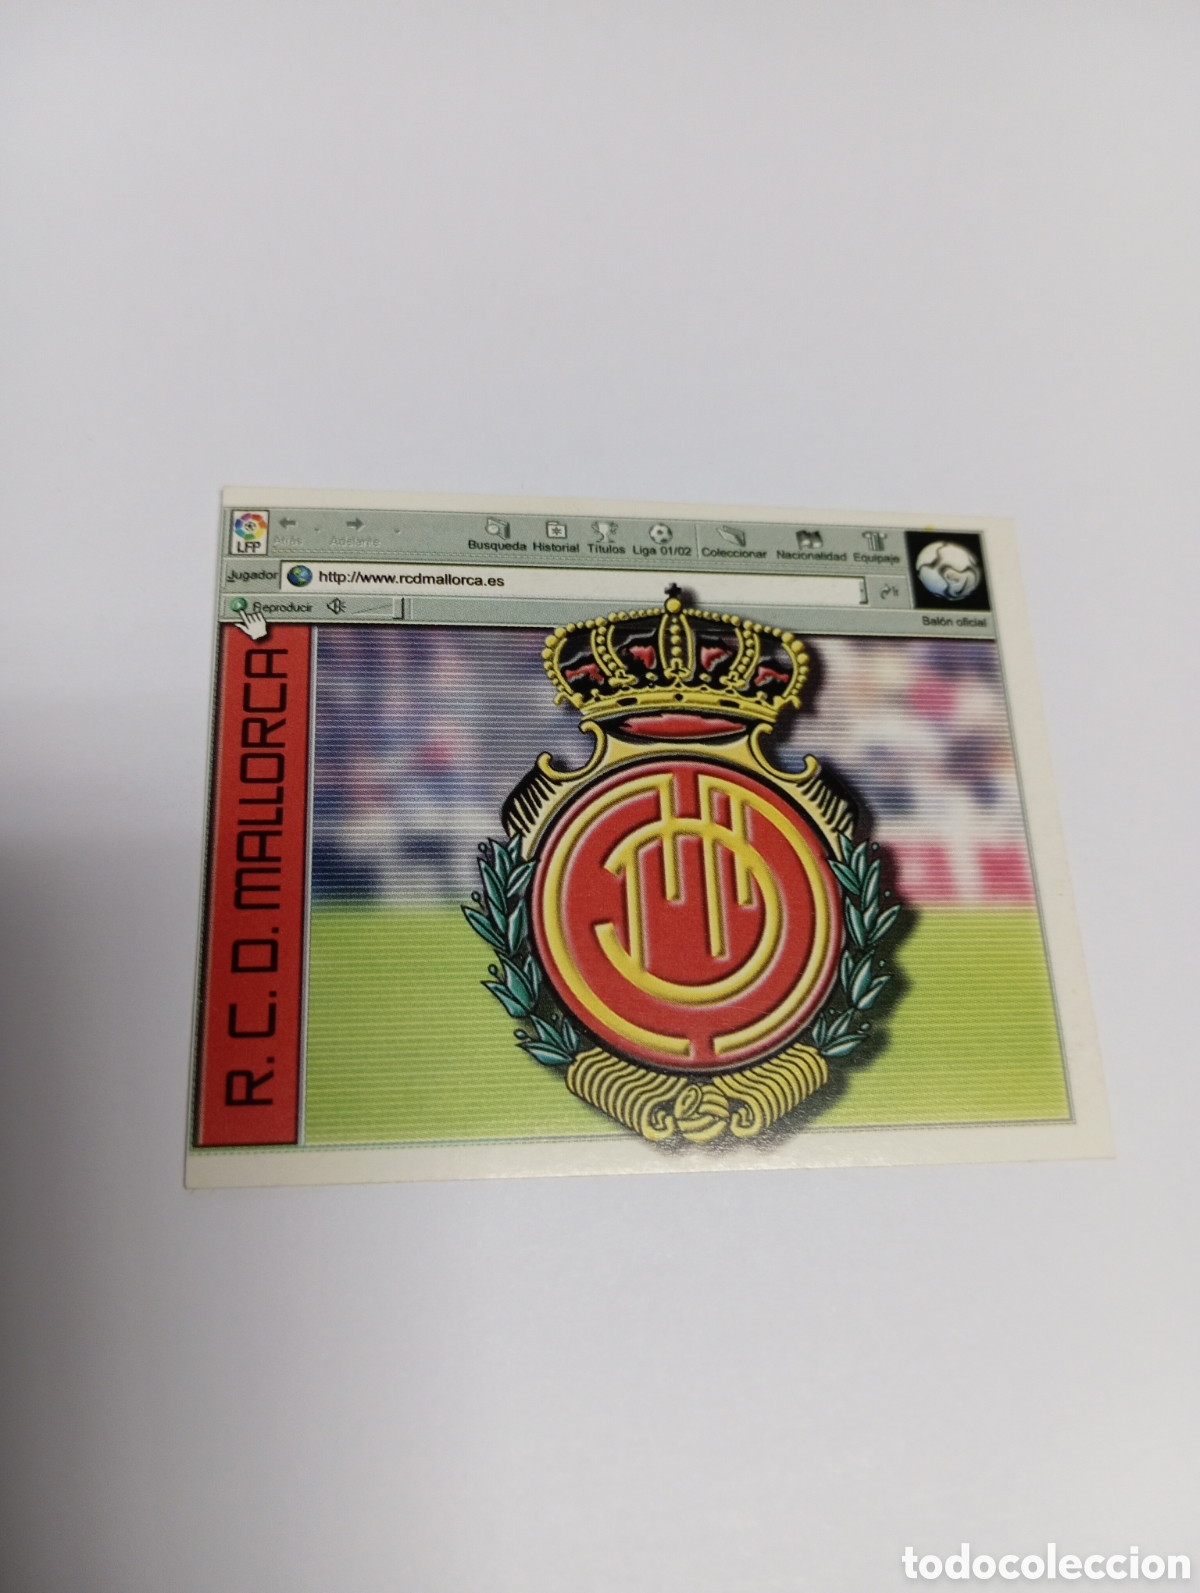 LFP
Atrás
Adelante
Busqueda Historial Títulos Liga 01/02 Coleccionar Nacionalidad Equipaje
Jugador http://www.rcdmallorca.es Ir
Reproducir
Balón oficial
R. C. D. MALLORCA
todocoleccion